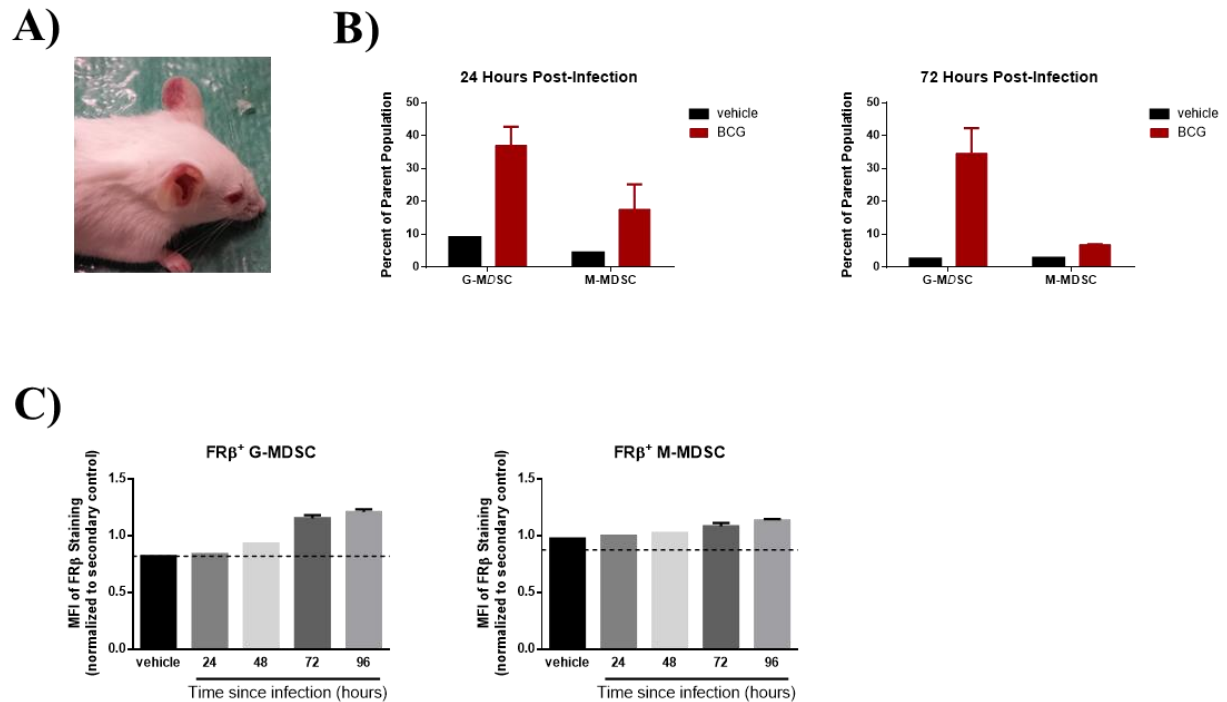 A)
B)
24 Hours Post-Infection
Percent of Parent Population
50
40
30
20
10
0
G-MDSC
M-MDSC
vehicle
BCG
72 Hours Post-Infection
Percent of Parent Population
50
40
30
20
10
0
G-MDSC
M-MDSC
vehicle
BCG
C)
FRβ⁺ G-MDSC
MFI of FRβ Staining
(normalized to secondary control)
1.5
1.0
0.5
0.0
vehicle 24 48 72 96
Time since infection (hours)
FRβ⁺ M-MDSC
MFI of FRβ Staining
(normalized to secondary control)
1.5
1.0
0.5
0.0
vehicle 24 48 72 96
Time since infection (hours)